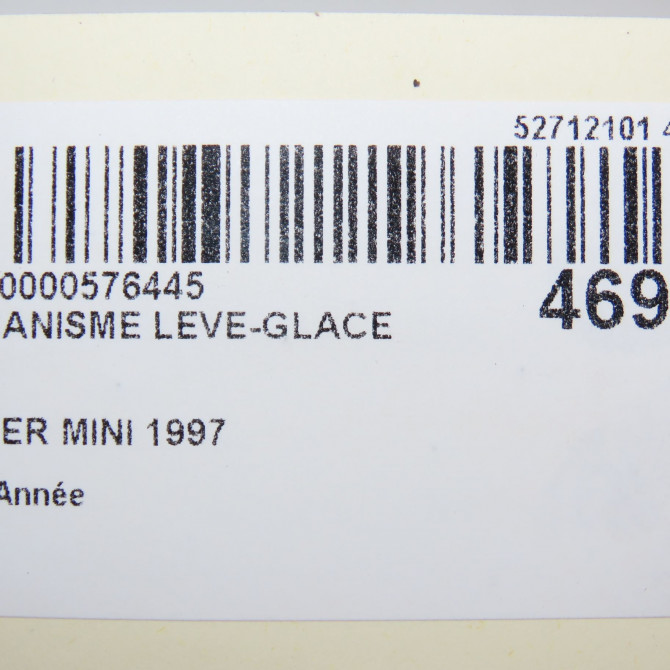 52712101 4
0000576445
469
ANISME LEVE-GLACE
ER MINI 1997
Année